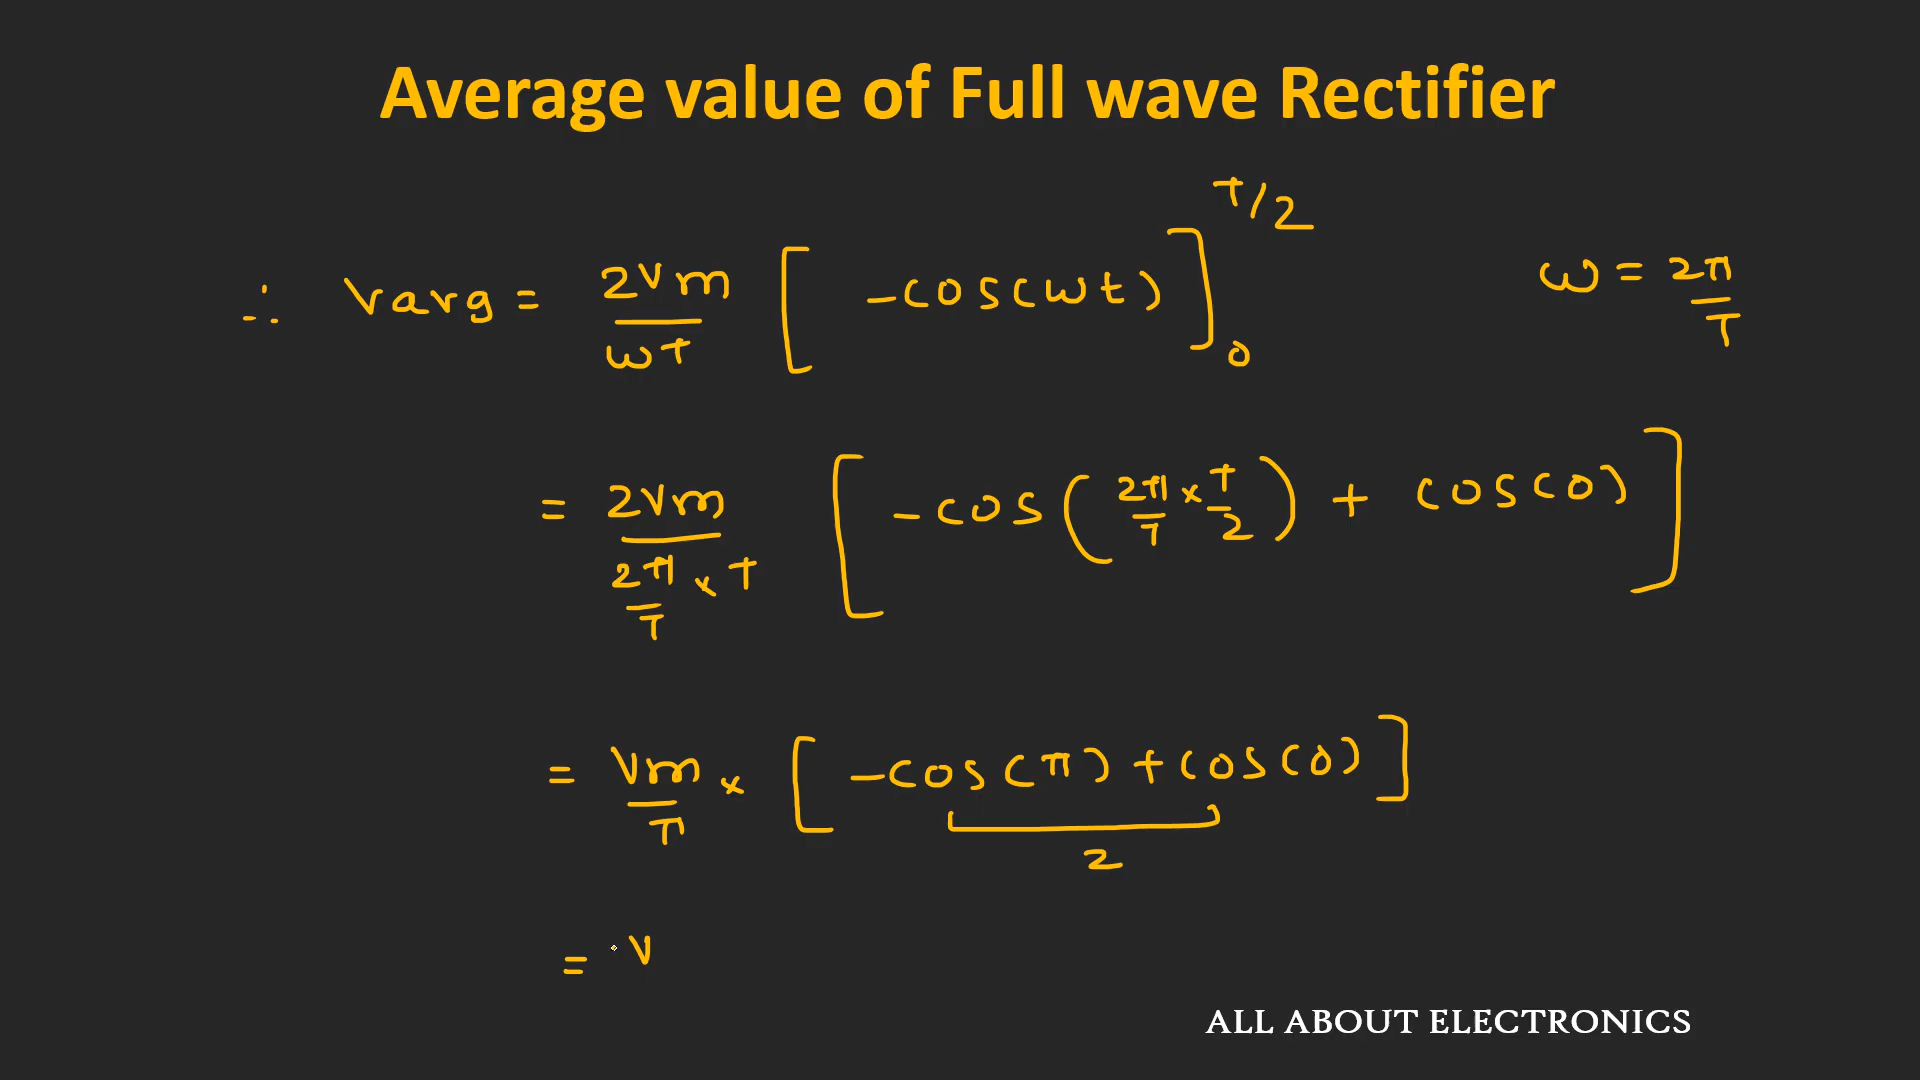 Average value of Full wave Rectifier
∴ Varg = 2Vm/ωT [ -cos(ωt) ]₀^T/2    ω = 2π/T
= 2Vm/(2π/T × T) [ -cos(2π/T × T/2) + cos(0) ]
= Vm/π × [ -cos(π) + cos(0) ]
2
= V
ALL ABOUT ELECTRONICS